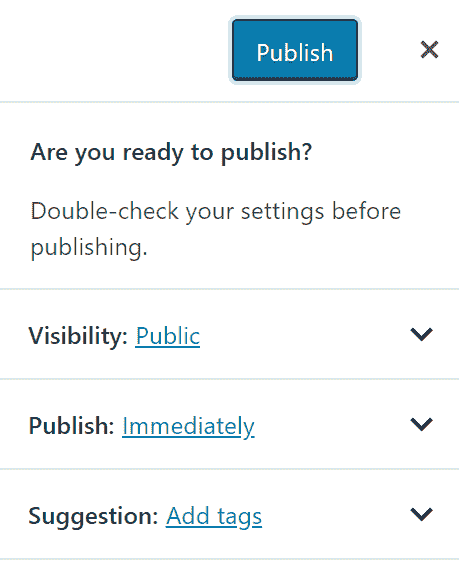 Publish
Are you ready to publish?
Double-check your settings before
publishing.
Visibility: Public
Publish: Immediately
Suggestion: Add tags